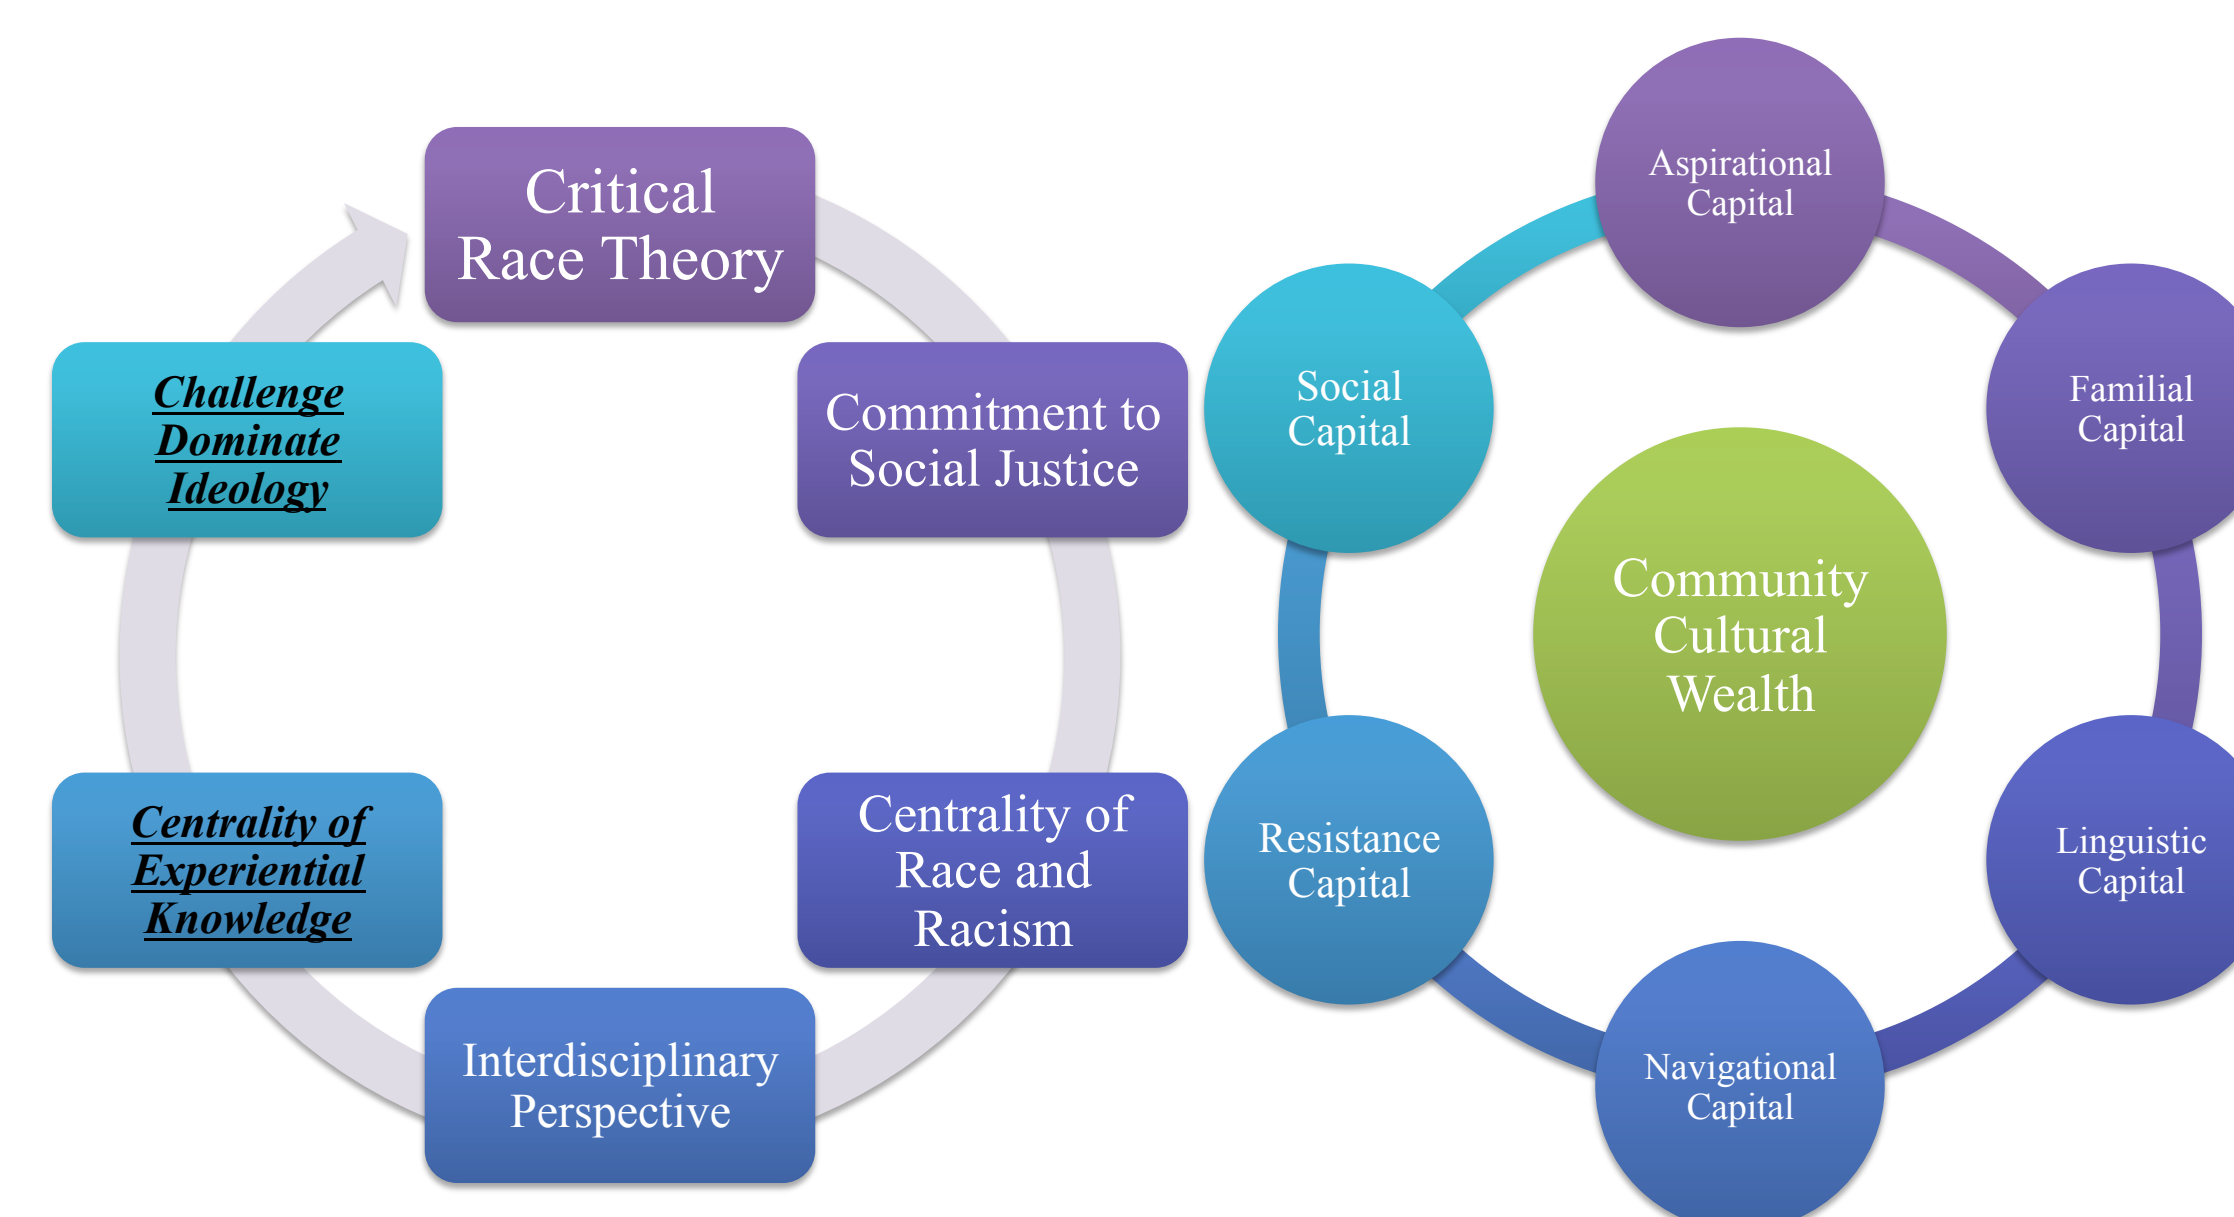 Critical
Race Theory
Commitment to
Social Justice
Centrality of
Race and
Racism
Interdisciplinary
Perspective
Centrality of
Experiential
Knowledge
Challenge
Dominate
Ideology
Community
Cultural
Wealth
Aspirational
Capital
Familial
Capital
Linguistic
Capital
Navigational
Capital
Resistance
Capital
Social
Capital